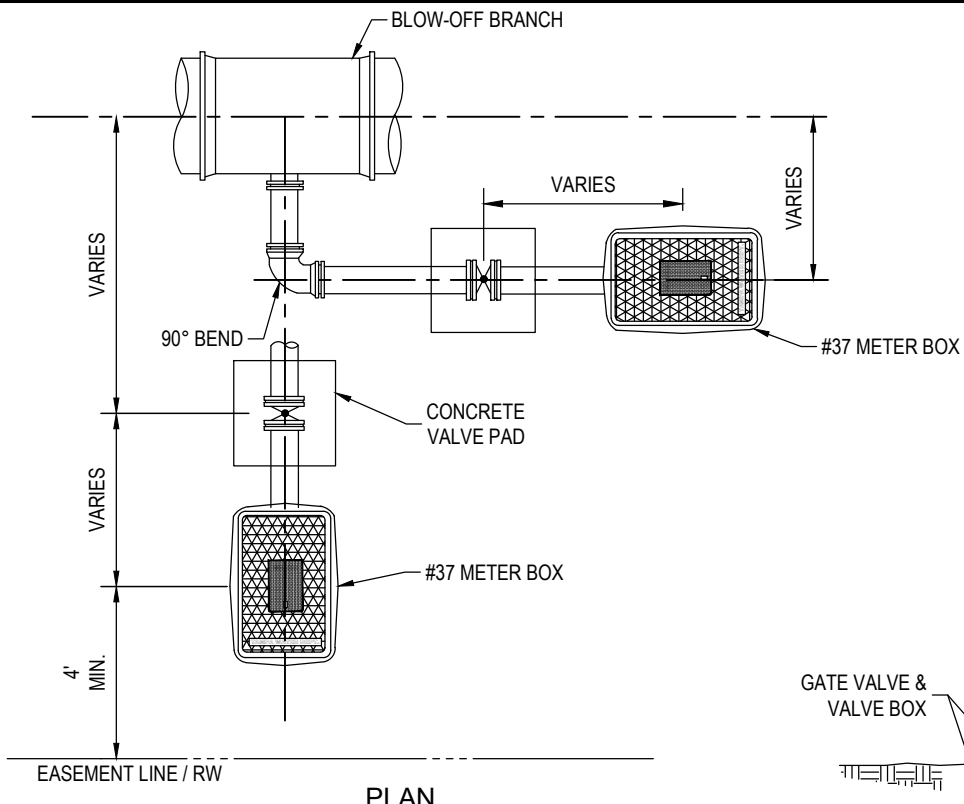 BLOW-OFF BRANCH
VARIES
VARIES
VARIES
90° BEND
#37 METER BOX
CONCRETE
VALVE PAD
VARIES
#37 METER BOX
4'
MIN.
GATE VALVE &
VALVE BOX
EASEMENT LINE / RW
PLAN